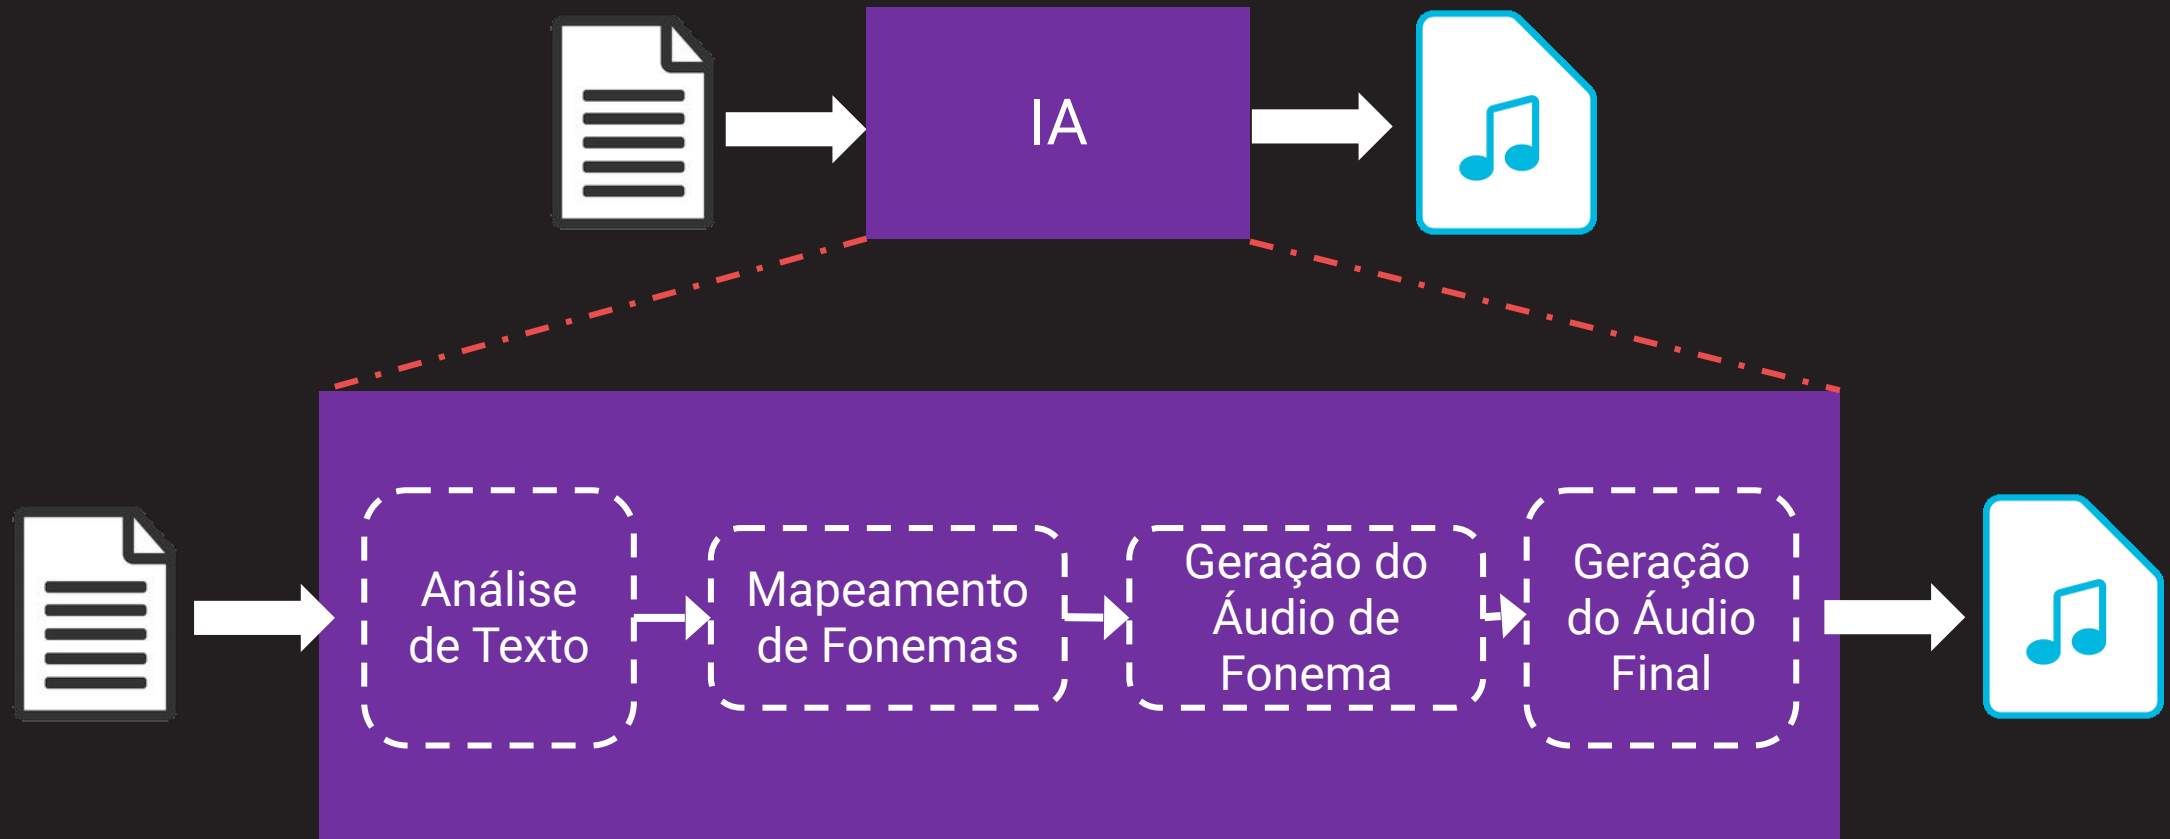 IA
Análise
de Texto
Mapeamento
de Fonemas
Geração do
Áudio de
Fonema
Geração
do Áudio
Final